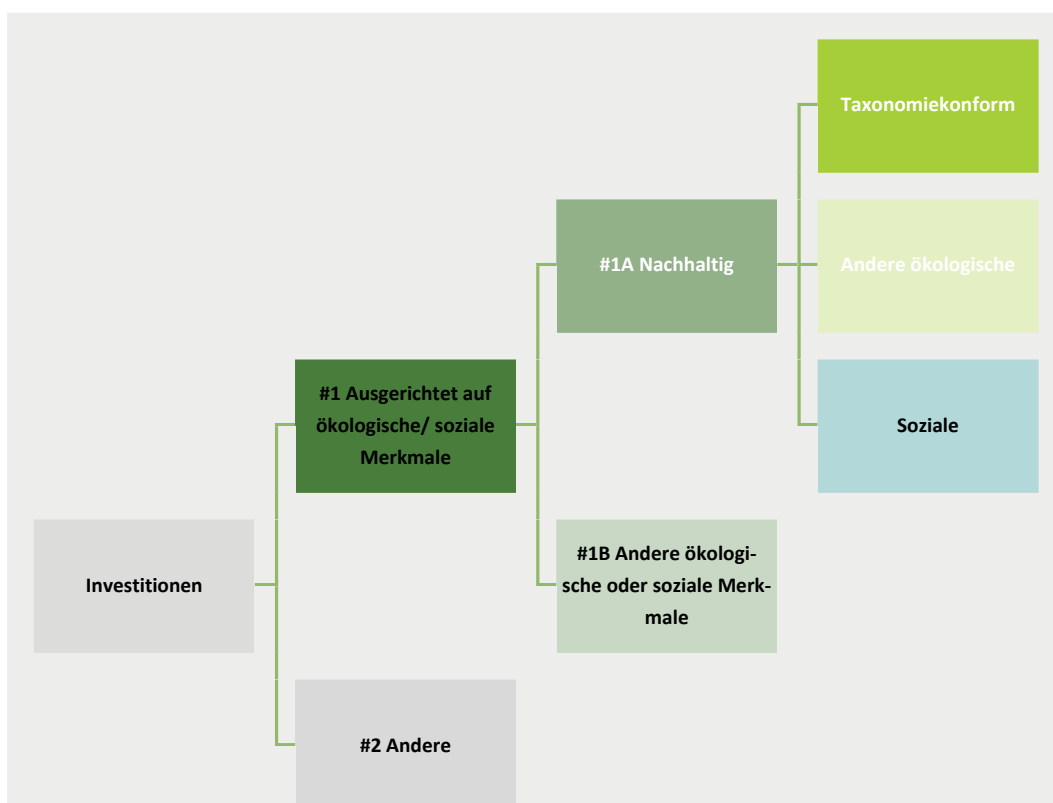 Taxonomiekonform
#1A Nachhaltig
Andere ökologische
#1 Ausgerichtet auf
ökologische/ soziale
Merkmale
Soziale
Investitionen
#1B Andere ökologi-
sche oder soziale Merk-
male
#2 Andere